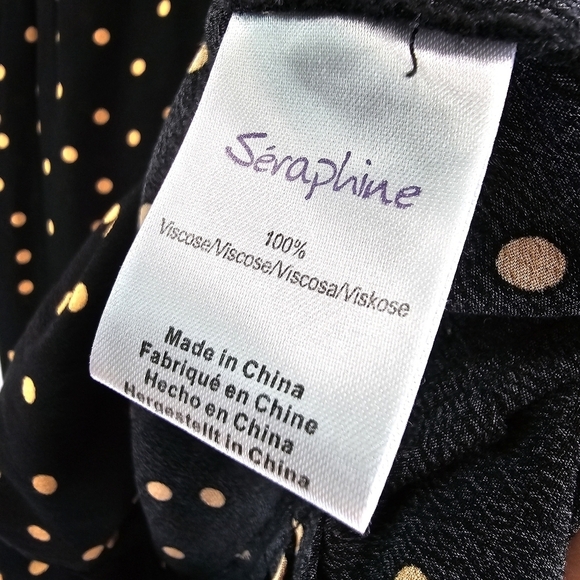 Séraphine
100%
Viscose/Viscose/Viscosa/Viskose
Made in China
Fabriqué en Chine
Hecho en China
Hergestellt in China